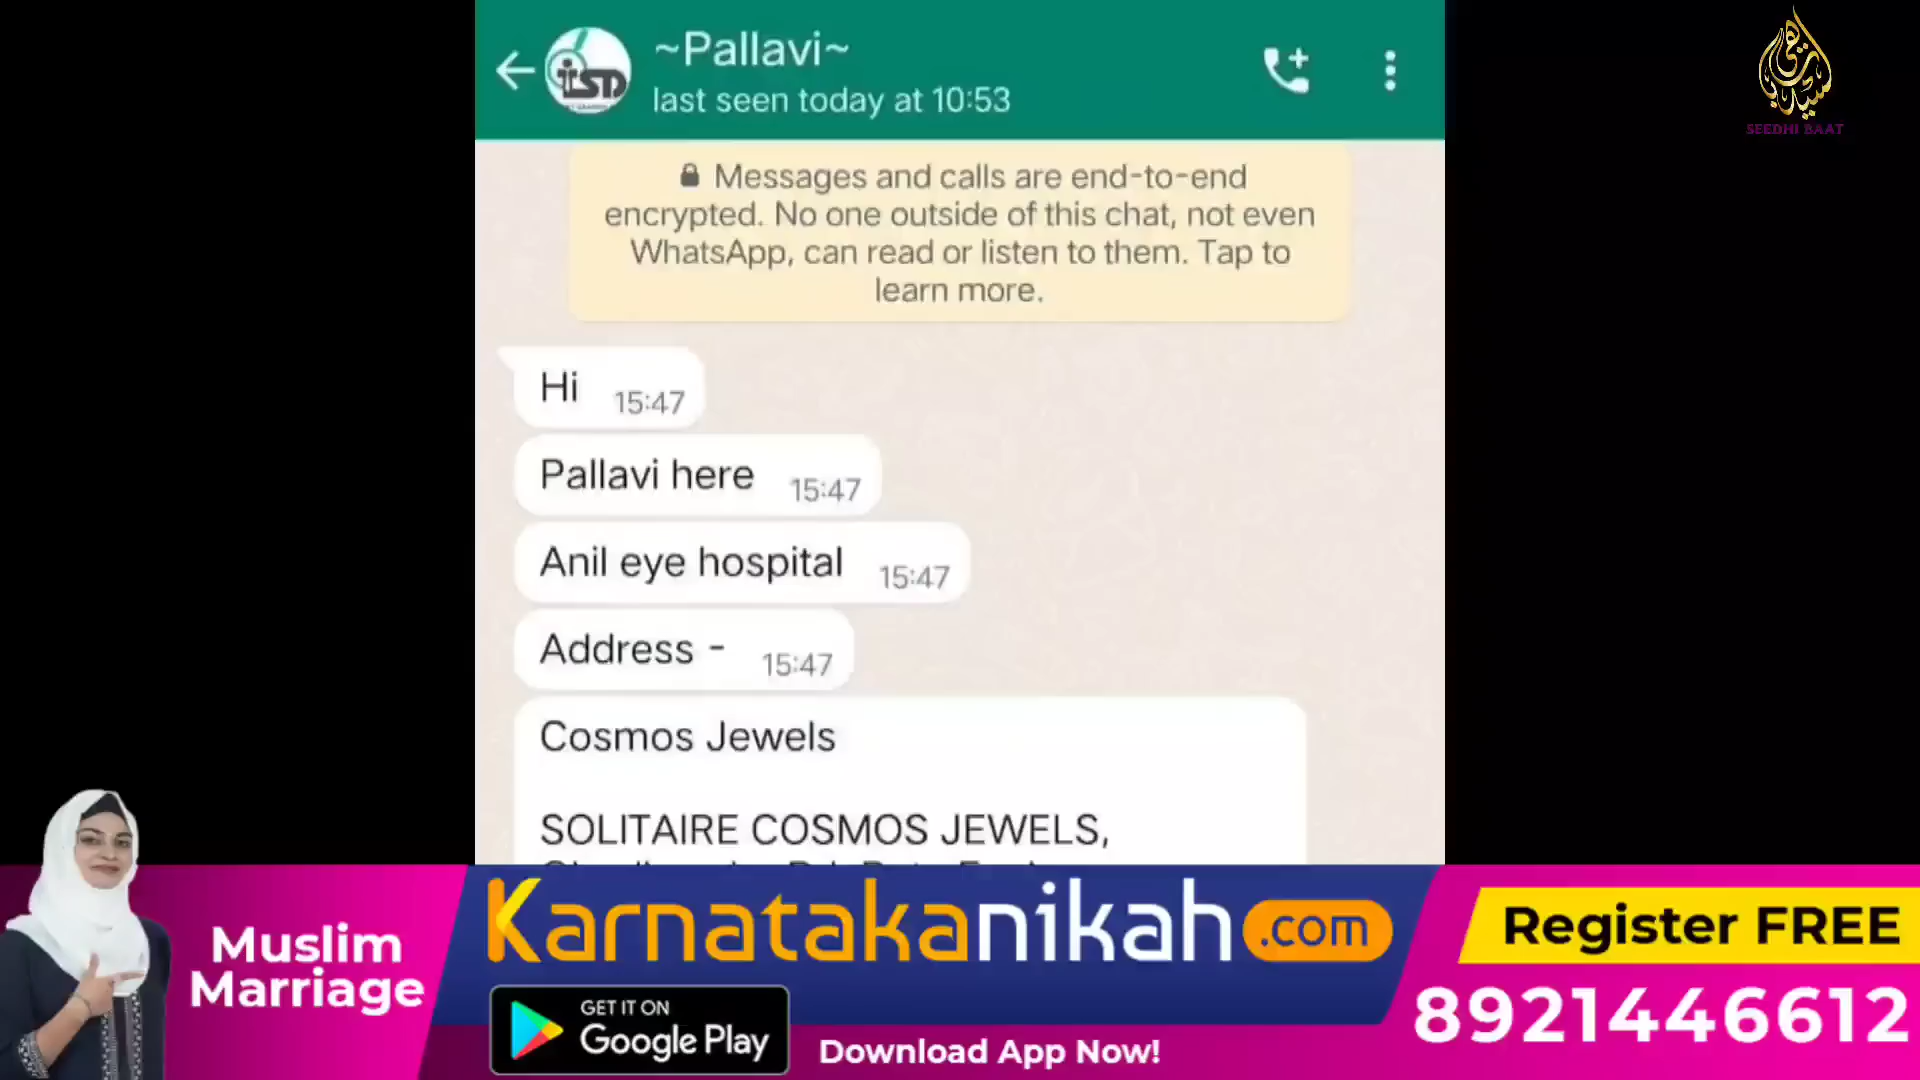 ~Pallavi~
last seen today at 10:53
SEEDHI BAAT
Messages and calls are end-to-end
encrypted. No one outside of this chat, not even
WhatsApp, can read or listen to them. Tap to
learn more.
Hi 15:47
Pallavi here 15:47
Anil eye hospital 15:47
Address - 15:47
Cosmos Jewels
SOLITAIRE COSMOS JEWELS,
Muslim
Marriage
Karnatakanikah.com
GET IT ON
Google Play
Download App Now!
Register FREE
8921446612